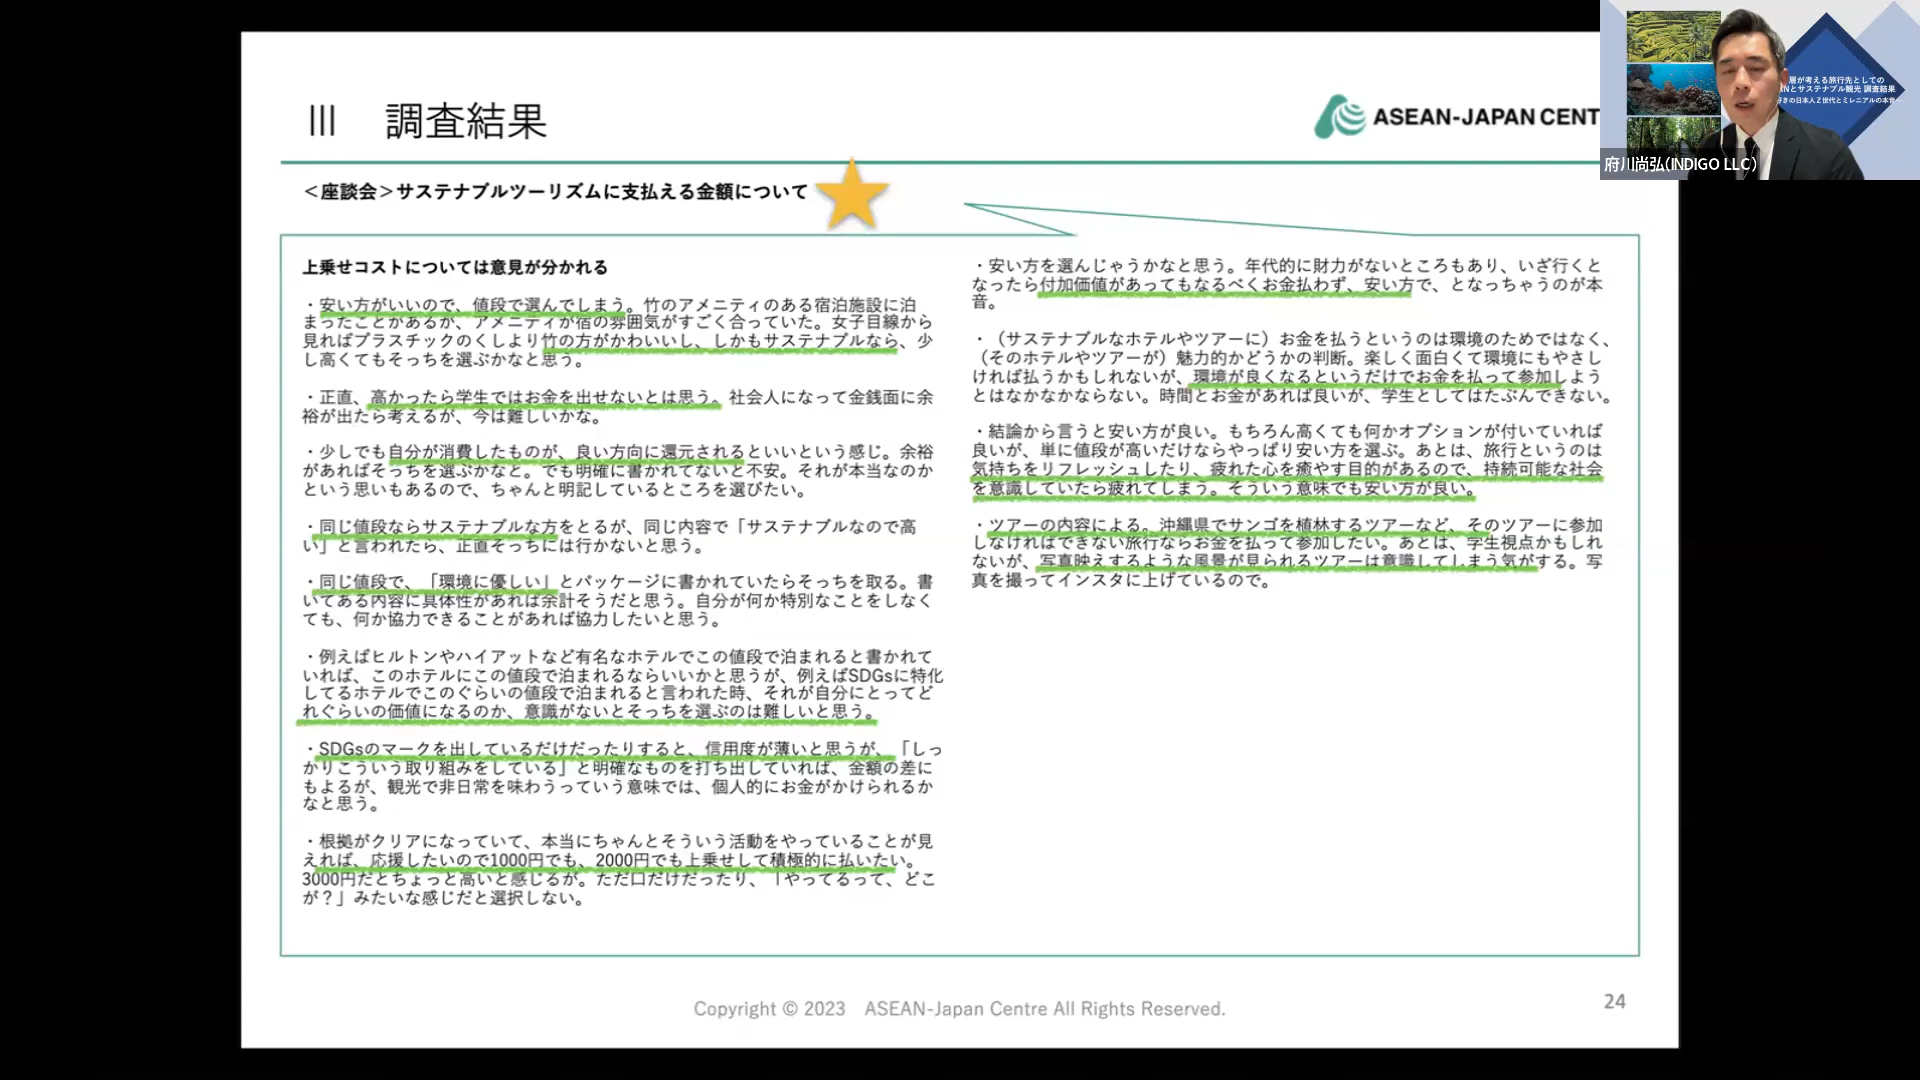 Ⅲ 調査結果
ASEAN-JAPAN CENT
層が考える旅行先としての
ANとサステナブル観光 調査結果
好きの日本人Z世代とミレニアルの本音
府川尚弘(INDIGO LLC)
＜座談会＞サステナブルツーリズムに支払える金額について
上乗せコストについては意見が分かれる
・安い方がいいので、値段で選んでしまう。竹のアメニティのある宿泊施設に泊
まったことがあるが、アメニティが宿の雰囲気がすごく合っていた。女子目線から
見ればプラスチックのくしより竹の方がかわいいし、しかもサステナブルなら、少
し高くてもそっちを選ぶかなと思う。
・正直、高かったら学生ではお金を出せないとは思う。社会人になって金銭面に余
裕が出たら考えるが、今は難しいかな。
・少しでも自分が消費したものが、良い方向に還元されるといいという感じ。余裕
があればそっちを選ぶかなと。でも明確に書かれてないと不安。それが本当なのか
という思いもあるので、ちゃんと明記しているところを選びたい。
・同じ値段ならサステナブルな方をとるが、同じ内容で「サステナブルなので高
い」と言われたら、正直そっちには行かないと思う。
・同じ値段で、「環境に優しい」とパッケージに書かれていたらそっちを取る。書
いてある内容に具体性があれば余計そうだと思う。自分が何か特別なことをしなく
ても、何か協力できることがあれば協力したいと思う。
・例えばヒルトンやハイアットなど有名なホテルでこの値段で泊まれると書かれて
いれば、このホテルにこの値段で泊まれるならいいかと思うが、例えばSDGsに特化
してるホテルでこのぐらいの値段で泊まれると言われた時、それが自分にとってど
れぐらいの価値になるのか、意識がないとそっちを選ぶのは難しいと思う。
・SDGsのマークを出しているだけだったりすると、信用度が薄いと思うが、「しっ
かりこういう取り組みをしている」と明確なものを打ち出していれば、金額の差に
もよるが、観光で非日常を味わうっていう意味では、個人的にお金がかけられるか
なと思う。
・根拠がクリアになっていて、本当にちゃんとそういう活動をやっていることが見
えれば、応援したいので1000円でも、2000円でも上乗せして積極的に払いたい。
3000円だとちょっと高いと感じるが。ただ口だけだったり、「やってるって、どこ
が？」みたいな感じだと選択しない。
・安い方を選んじゃうかなと思う。年代的に財力がないところもあり、いざ行くと
なったら付加価値があってもなるべくお金払わず、安い方で、となっちゃうのが本
音。
・（サステナブルなホテルやツアーに）お金を払うというのは環境のためではなく、
（そのホテルやツアーが）魅力的かどうかの判断。楽しく面白くて環境にもやさし
ければ払うかもしれないが、環境が良くなるというだけでお金を払って参加しよう
とはなかなかならない。時間とお金があれば良いが、学生としてはたぶんできない。
・結論から言うと安い方が良い。もちろん高くても何かオプションが付いていれば
良いが、単に値段が高いだけならやっぱり安い方を選ぶ。あとは、旅行というのは
気持ちをリフレッシュしたり、疲れた心を癒やす目的があるので、持続可能な社会
を意識していたら疲れてしまう。そういう意味でも安い方が良い。
・ツアーの内容による。沖縄県でサンゴを植林するツアーなど、そのツアーに参加
しなければできない旅行ならお金を払って参加したい。あとは、学生視点かもしれ
ないが、写真映えするような風景が見られるツアーは意識してしまう気がする。写
真を撮ってインスタに上げているので。
Copyright © 2023 ASEAN-Japan Centre All Rights Reserved.
24